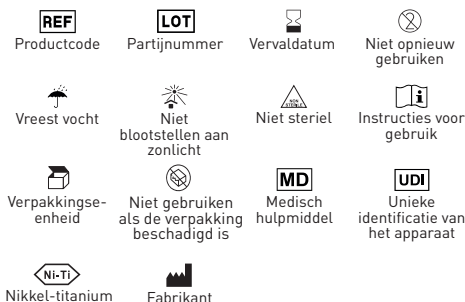 REF
Productcode
LOT
Partijnummer
Vervaldatum
2
Niet opnieuw
gebruiken
Vreest vocht
Niet
blootstellen aan
zonlicht
NON
STERILE
Niet steriel
i
Instructies voor
gebruik
Verpakkingse-
enheid
Niet gebruiken
als de verpakking
beschadigd is
MD
Medisch
hulpmiddel
UDI
Unieke
identificatie van
het apparaat
Ni-Ti
Nikkel-titanium
Fabrikant